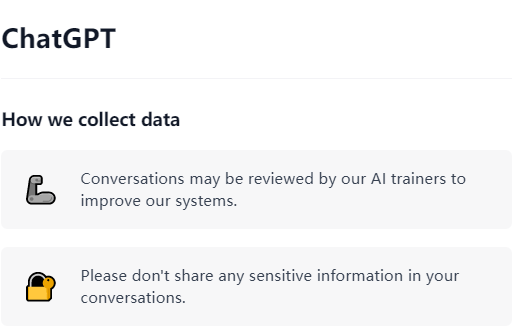 ChatGPT
How we collect data
Conversations may be reviewed by our AI trainers to
improve our systems.
Please don't share any sensitive information in your
conversations.